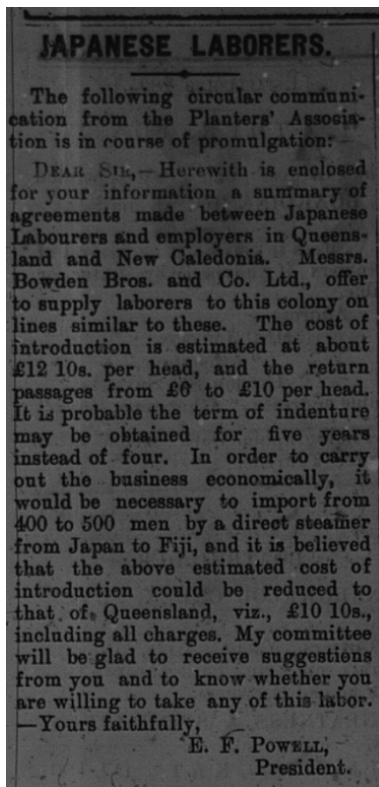 JAPANESE LABORERS.
The following circular communi-
cation from the Planters' Associa-
tion is in course of promulgation:—
DEAR SIR,—Herewith is enclosed
for your information a summary of
agreements made between Japanese
Labourers and employers in Queens-
land and New Caledonia. Messrs.
Bowden Bros. and Co. Ltd., offer
to supply laborers to this colony on
lines similar to these. The cost of
introduction is estimated at about
£12 10s. per head, and the return
passages from £6 to £10 per head.
It is probable the term of indenture
may be obtained for five years
instead of four. In order to carry
out the business economically, it
would be necessary to import from
400 to 500 men by a direct steamer
from Japan to Fiji, and it is believed
that the above estimated cost of
introduction could be reduced to
that of Queensland, viz., £10 10s.,
including all charges. My committee
will be glad to receive suggestions
from you and to know whether you
are willing to take any of this labor.
—Yours faithfully,
E. F. POWELL,
President.